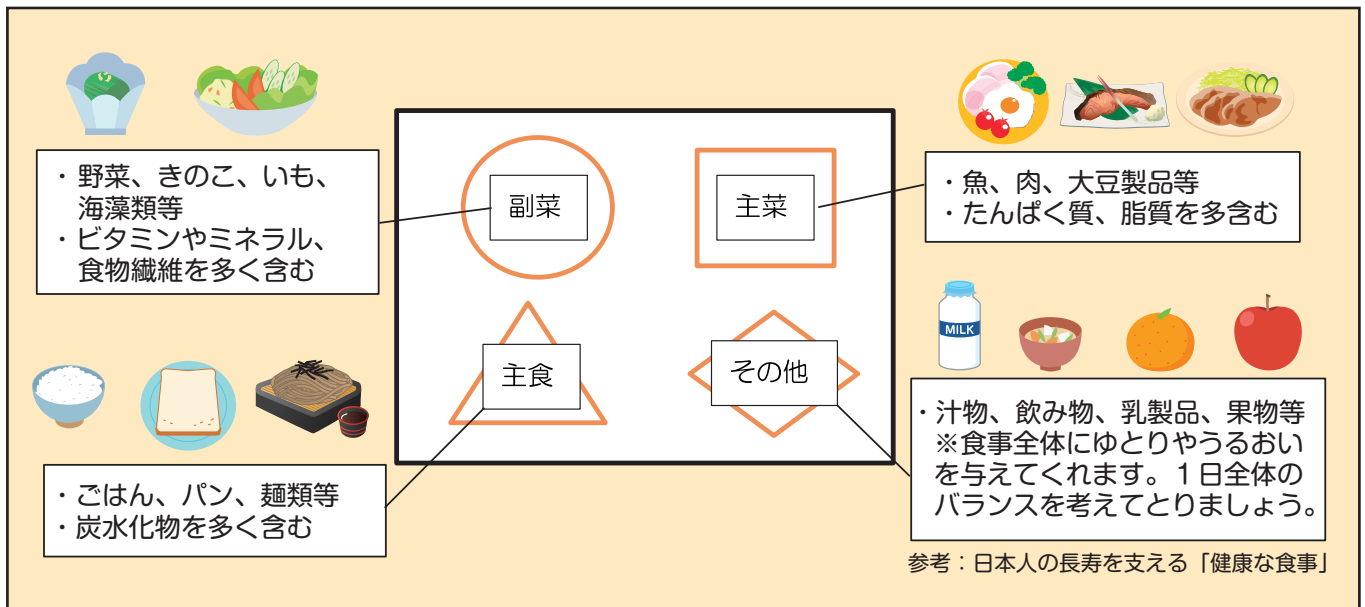 ・野菜、きのこ、いも、
海藻類等
・ビタミンやミネラル、
食物繊維を多く含む
副菜
主菜
・魚、肉、大豆製品等
・たんぱく質、脂質を多含む
主食
その他
MILK
・ごはん、パン、麺類等
・炭水化物を多く含む
・汁物、飲み物、乳製品、果物等
※食事全体にゆとりやうるおい
を与えてくれます。1日全体の
バランスを考えてとりましょう。
参考：日本人の長寿を支える「健康な食事」